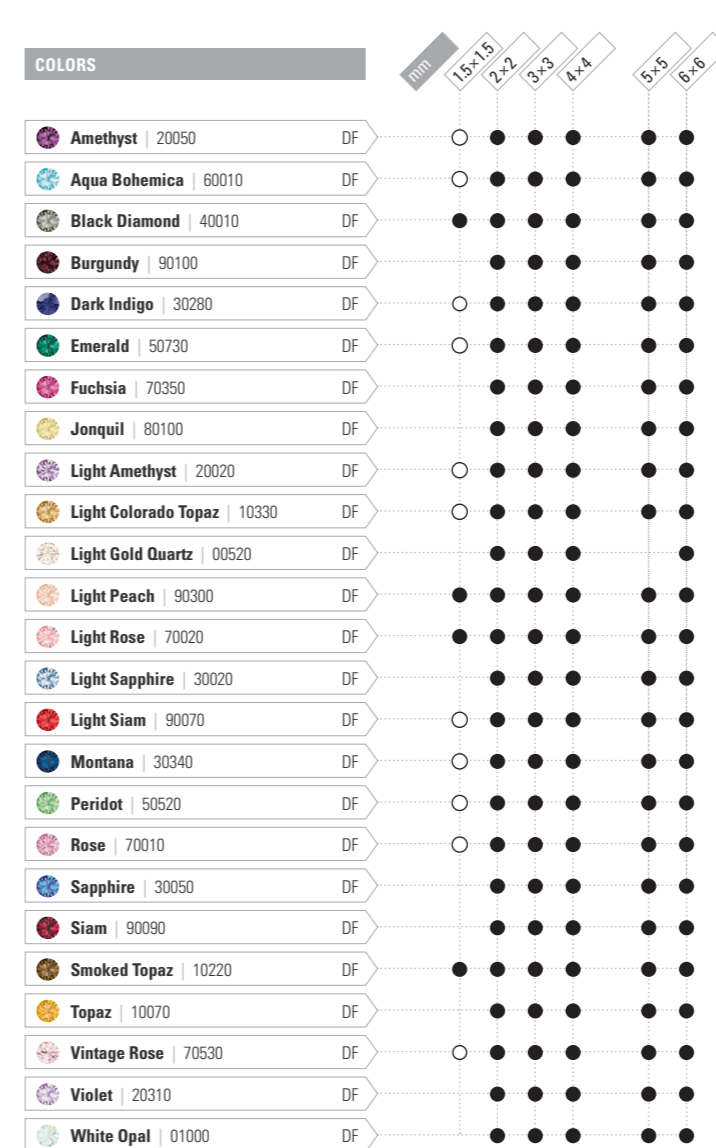 COLORS mm 1.5×1.5 2×2 3×3 4×4 5×5 6×6
Amethyst | 20050 DF
Aqua Bohemica | 60010 DF
Black Diamond | 40010 DF
Burgundy | 90100 DF
Dark Indigo | 30280 DF
Emerald | 50730 DF
Fuchsia | 70350 DF
Jonquil | 80100 DF
Light Amethyst | 20020 DF
Light Colorado Topaz | 10330 DF
Light Gold Quartz | 00520 DF
Light Peach | 90300 DF
Light Rose | 70020 DF
Light Sapphire | 30020 DF
Light Siam | 90070 DF
Montana | 30340 DF
Peridot | 50520 DF
Rose | 70010 DF
Sapphire | 30050 DF
Siam | 90090 DF
Smoked Topaz | 10220 DF
Topaz | 10070 DF
Vintage Rose | 70530 DF
Violet | 20310 DF
White Opal | 01000 DF